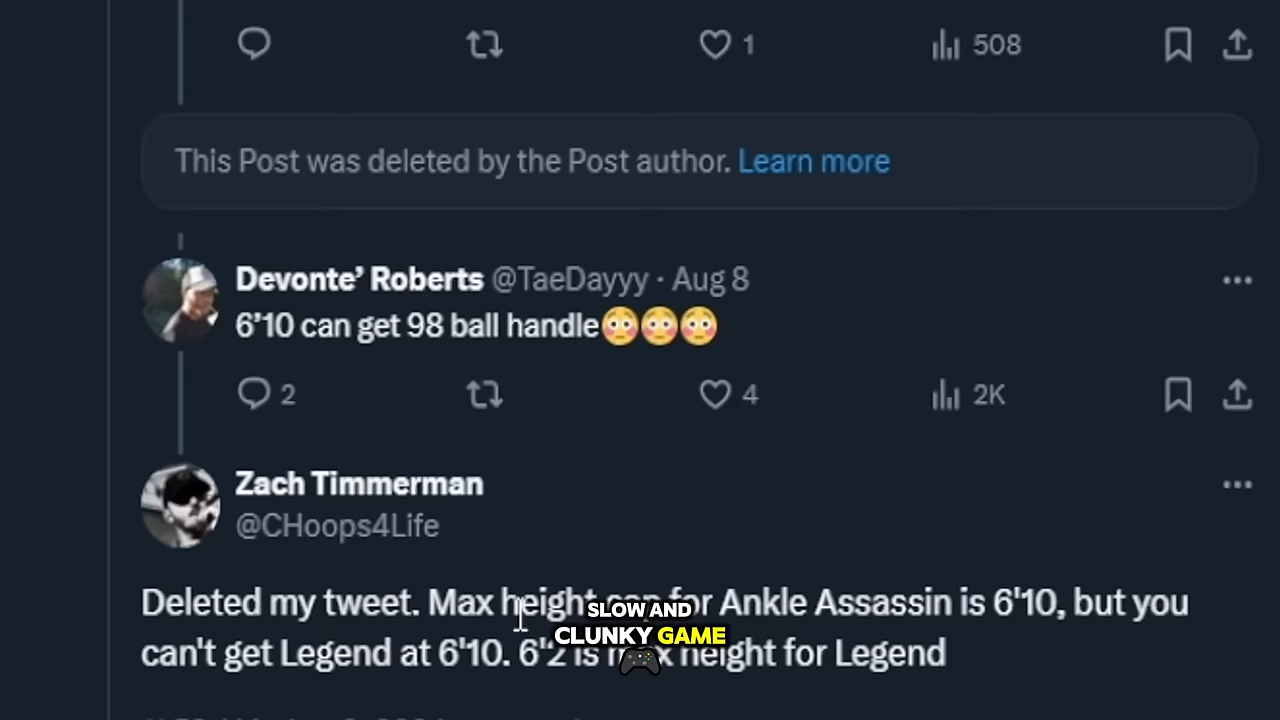 1
508
This Post was deleted by the Post author. Learn more
Devonte’ Roberts @TaeDayyy · Aug 8
6’10 can get 98 ball handle😳😳😳
2
4
2K
Zach Timmerman
@CHoops4Life
Deleted my tweet. Max height for Ankle Assassin is 6'10, but you
SLOW AND
CLUNKY GAME
can't get Legend at 6'10. 6'2 is max height for Legend